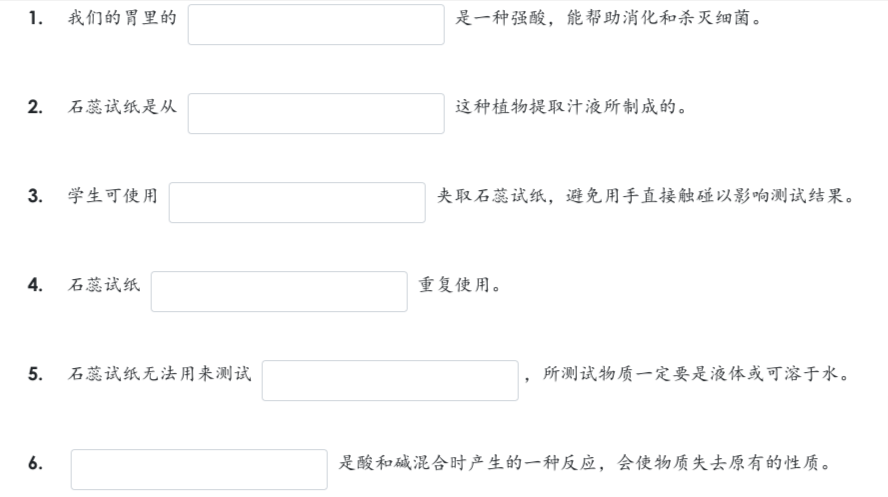 1. 我们的胃里的 是一种强酸，能帮助消化和杀灭细菌。
2. 石蕊试纸是从 这种植物提取汁液所制成的。
3. 学生可使用 夹取石蕊试纸，避免用手直接触碰以影响测试结果。
4. 石蕊试纸 重复使用。
5. 石蕊试纸无法用来测试 ，所测试物质一定要是液体或可溶于水。
6. 是酸和碱混合时产生的一种反应，会使物质失去原有的性质。